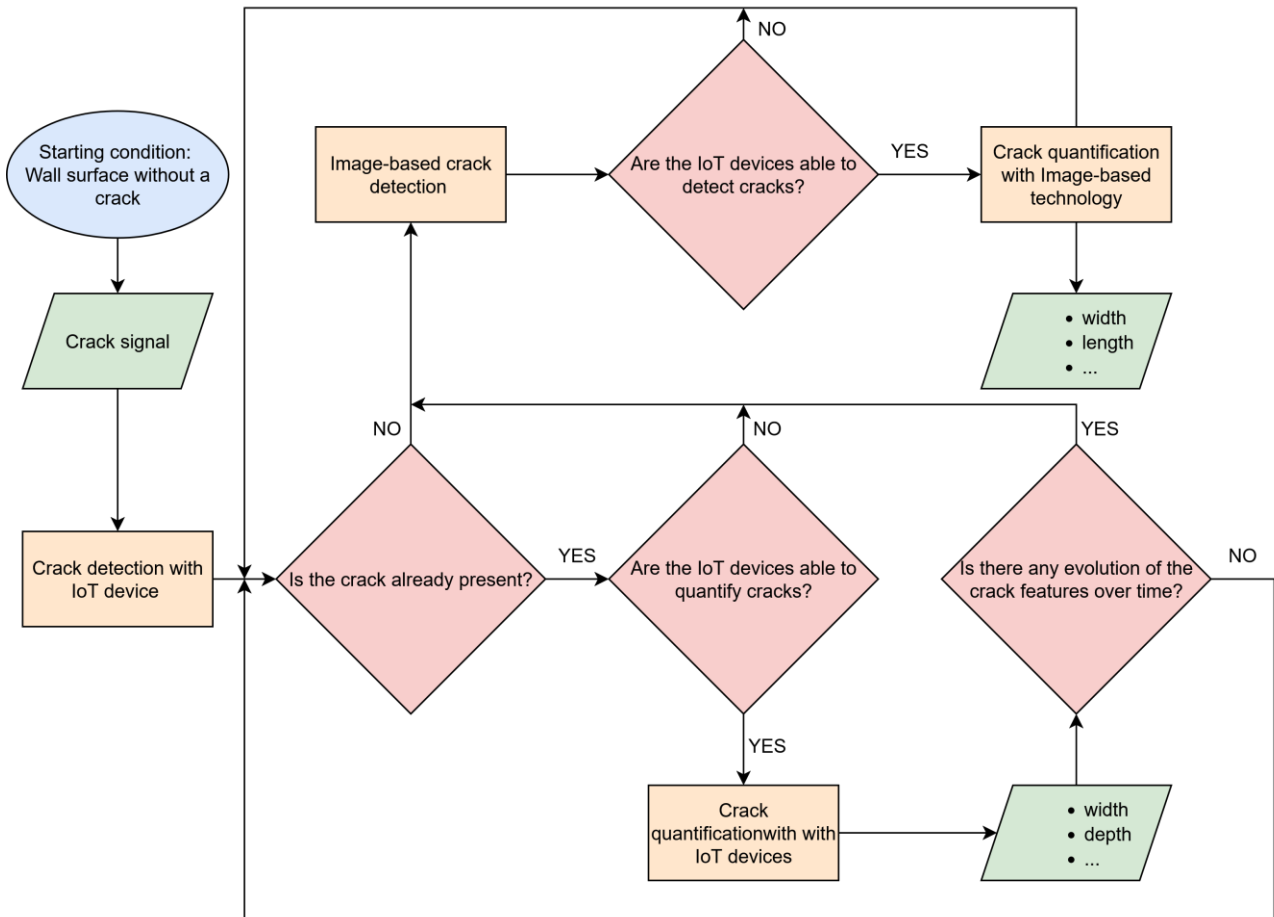 NO
Starting condition:
Wall surface without a
crack
Image-based crack
detection
Are the IoT devices able to
detect cracks?
YES
Crack quantification
with Image-based
technology
Crack signal
• width
• length
• ...
NO
NO
YES
Crack detection with
IoT device
Is the crack already present?
YES
Are the IoT devices able to
quantify cracks?
Is there any evolution of the
crack features over time?
NO
YES
Crack
quantificationwith with
IoT devices
• width
• depth
• ...